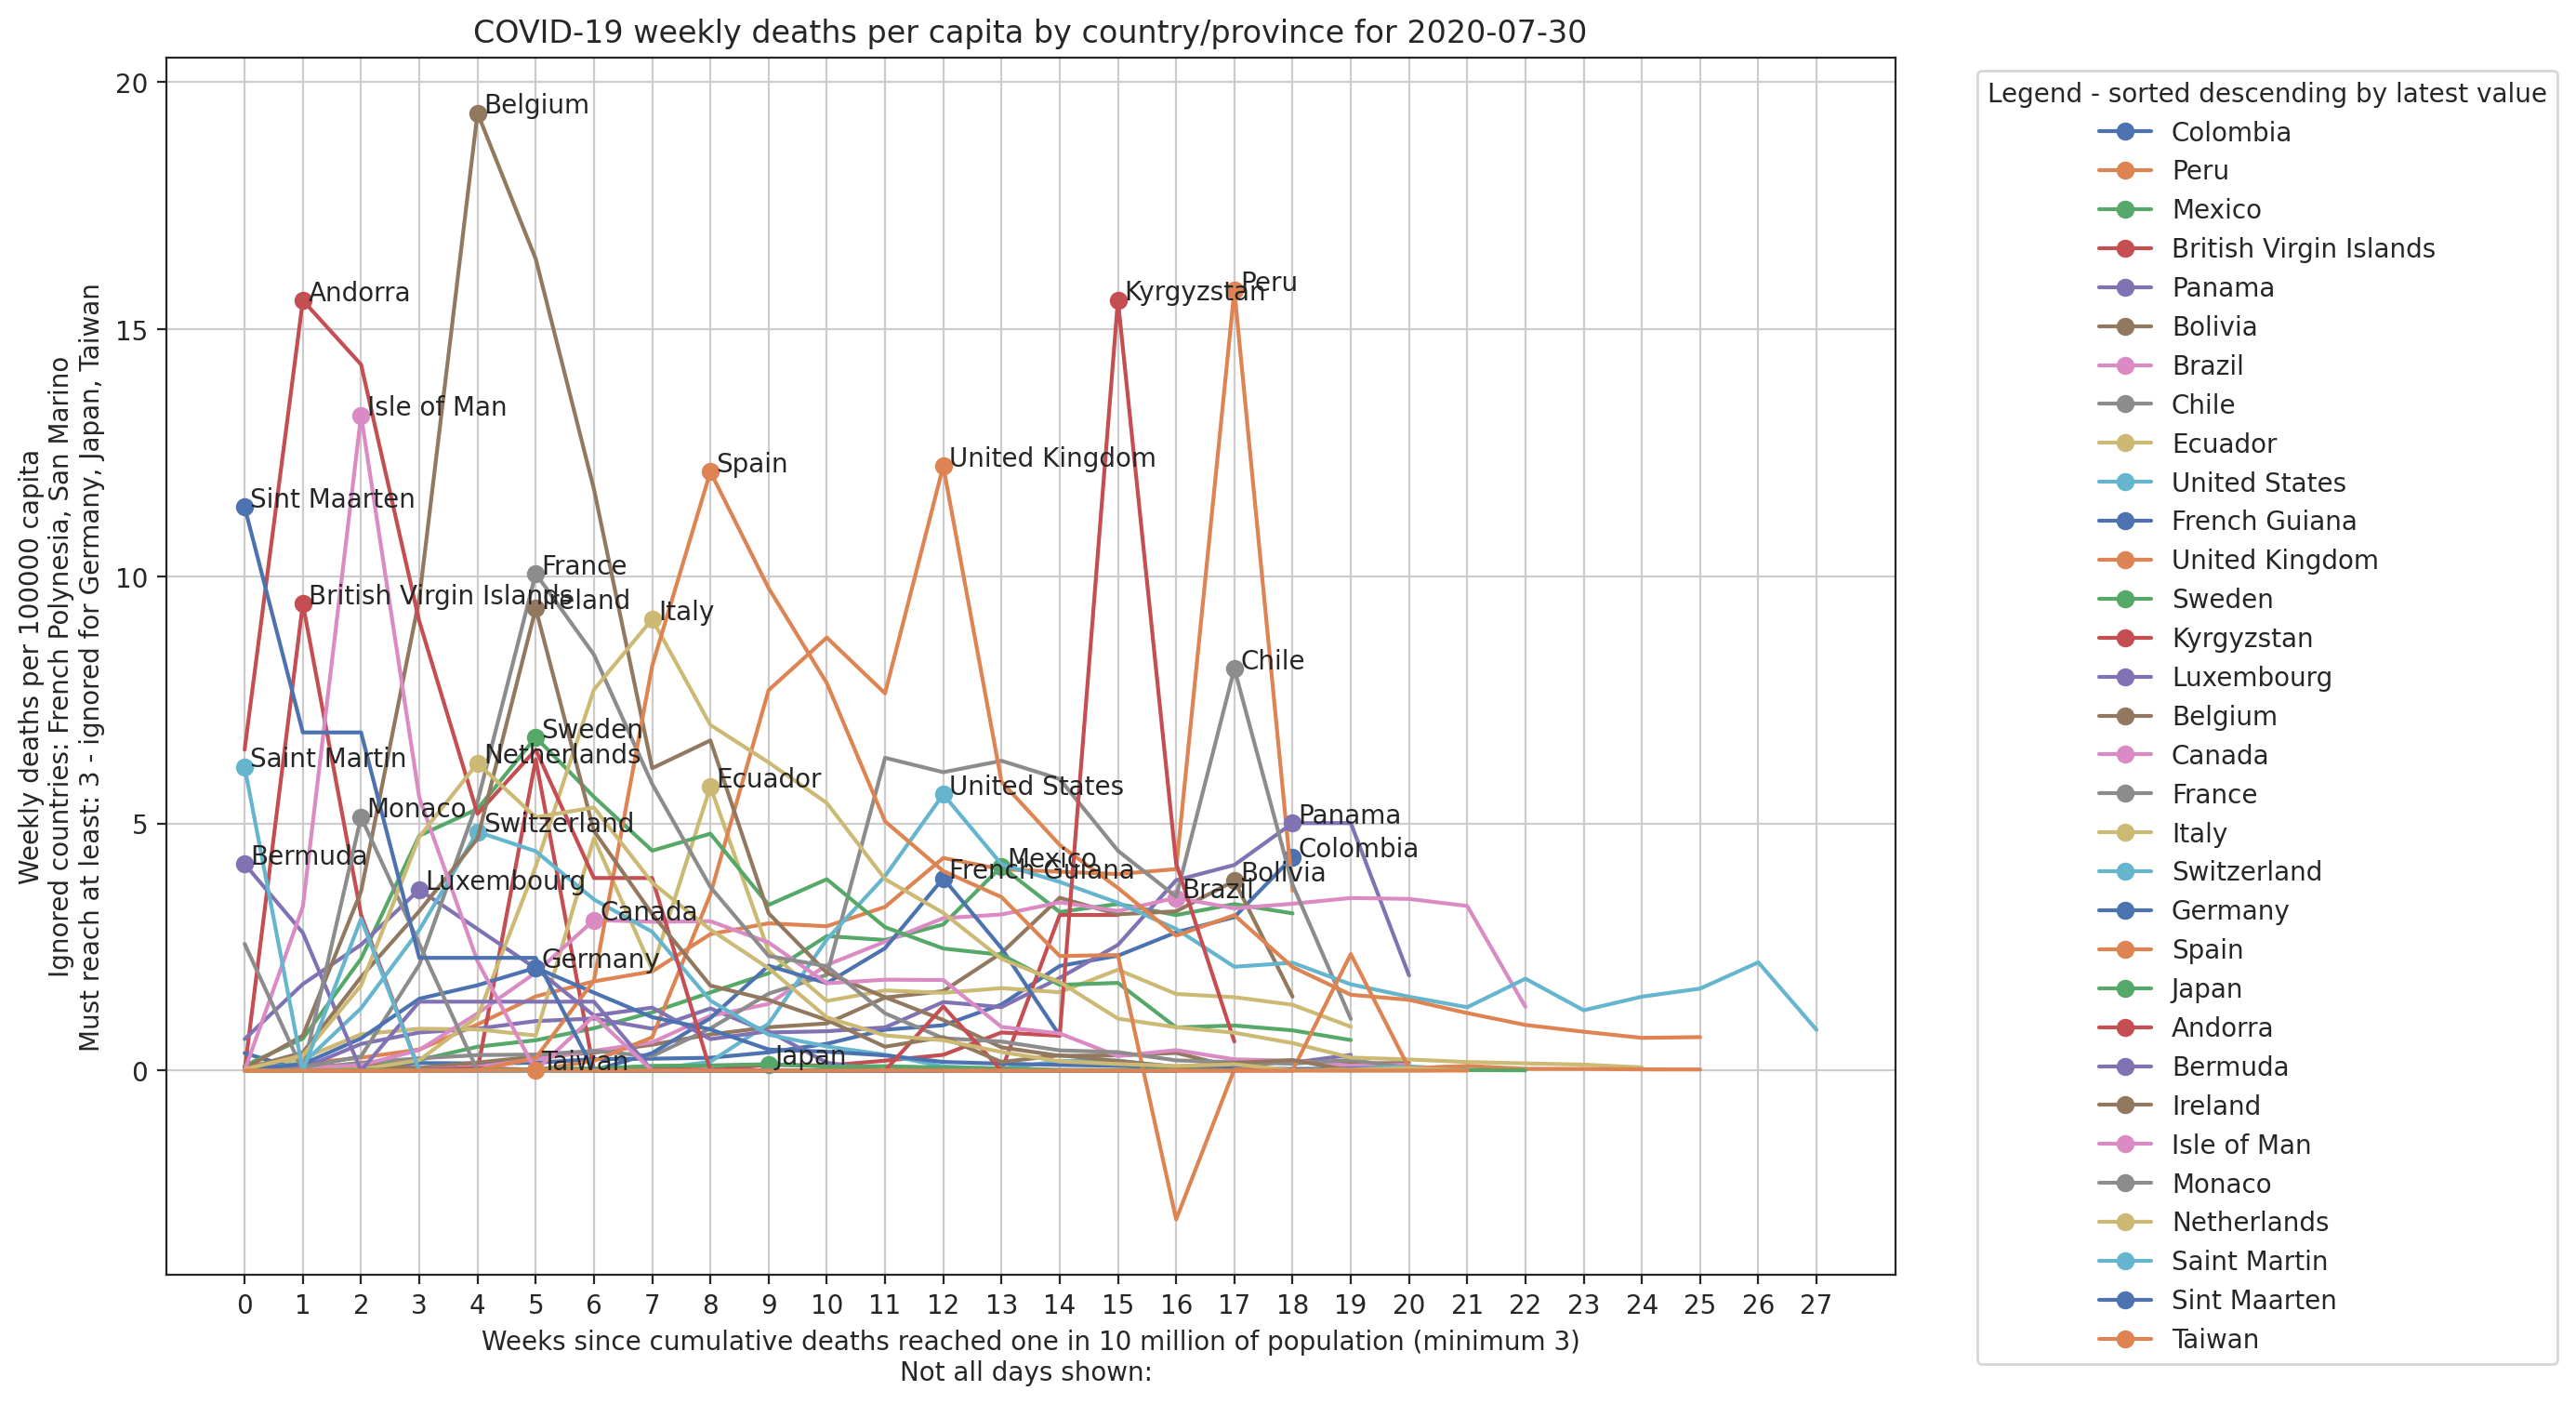 COVID-19 weekly deaths per capita by country/province for 2020-07-30
Weekly deaths per 100000 capita
Ignored countries: French Polynesia, San Marino
Must reach at least: 3 - ignored for Germany, Japan, Taiwan
20
15
10
5
0
Belgium
Peru
Kyrgyzstan
Andorra
Isle of Man
Spain
United Kingdom
Sint Maarten
France
British Virgin Islands
Ireland
Italy
Chile
Sweden
Netherlands
Saint Martin
Ecuador
United States
Monaco
Switzerland
Panama
Bermuda
Mexico
Colombia
French Guiana
Bolivia
Luxembourg
Brazil
Canada
Germany
Japan
Taiwan
0 1 2 3 4 5 6 7 8 9 10 11 12 13 14 15 16 17 18 19 20 21 22 23 24 25 26 27
Weeks since cumulative deaths reached one in 10 million of population (minimum 3)
Not all days shown:
Legend - sorted descending by latest value
Colombia
Peru
Mexico
British Virgin Islands
Panama
Bolivia
Brazil
Chile
Ecuador
United States
French Guiana
United Kingdom
Sweden
Kyrgyzstan
Luxembourg
Belgium
Canada
France
Italy
Switzerland
Germany
Spain
Japan
Andorra
Bermuda
Ireland
Isle of Man
Monaco
Netherlands
Saint Martin
Sint Maarten
Taiwan